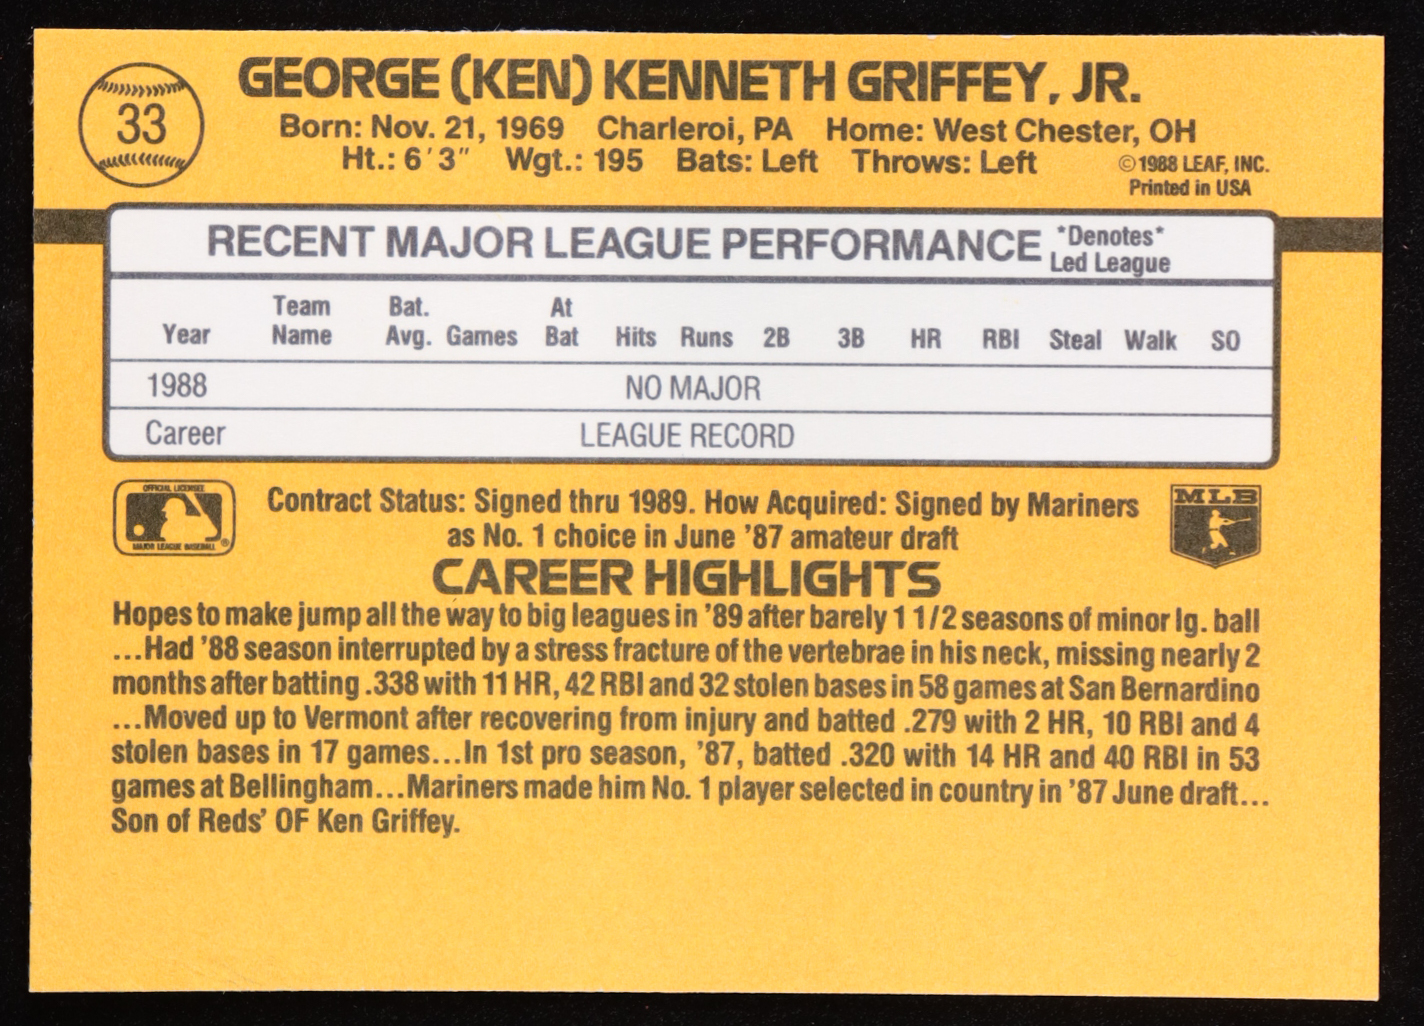 33
GEORGE (KEN) KENNETH GRIFFEY, JR.
Born: Nov. 21, 1969 Charleroi, PA Home: West Chester, OH
Ht.: 6'3" Wgt.: 195 Bats: Left Throws: Left
©1988 LEAF, INC.
Printed in USA
RECENT MAJOR LEAGUE PERFORMANCE *Denotes*
Led League
Year Team Name Bat. Avg. Games At Bat Hits Runs 2B 3B HR RBI Steal Walk SO
1988 NO MAJOR
Career LEAGUE RECORD
OFFICIAL LICENSEE
MAJOR LEAGUE BASEBALL®
Contract Status: Signed thru 1989. How Acquired: Signed by Mariners
as No. 1 choice in June '87 amateur draft
MLB
CAREER HIGHLIGHTS
Hopes to make jump all the way to big leagues in '89 after barely 1 1/2 seasons of minor lg. ball
...Had '88 season interrupted by a stress fracture of the vertebrae in his neck, missing nearly 2
months after batting .338 with 11 HR, 42 RBI and 32 stolen bases in 58 games at San Bernardino
...Moved up to Vermont after recovering from injury and batted .279 with 2 HR, 10 RBI and 4
stolen bases in 17 games...In 1st pro season, '87, batted .320 with 14 HR and 40 RBI in 53
games at Bellingham...Mariners made him No. 1 player selected in country in '87 June draft...
Son of Reds' OF Ken Griffey.